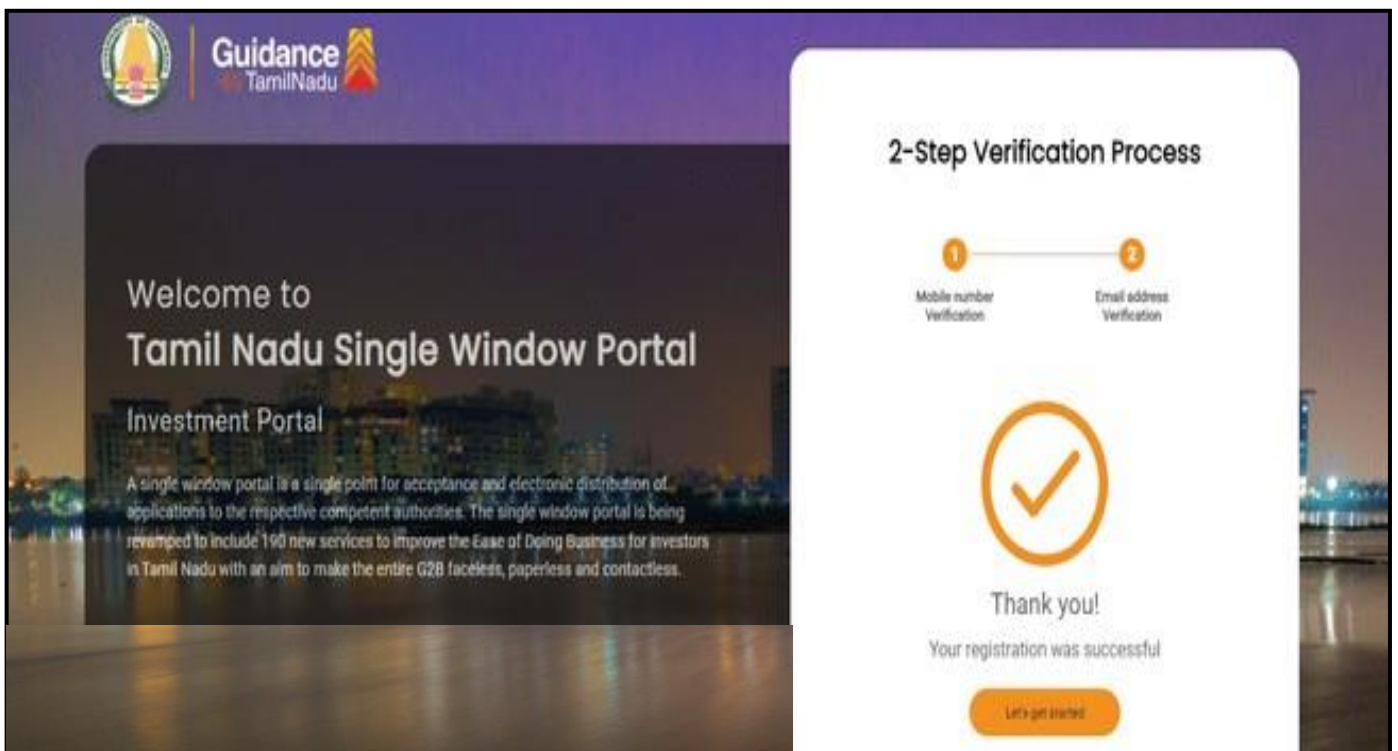 Guidance
TamilNadu
Welcome to
Tamil Nadu Single Window Portal
Investment Portal
A single window portal is a single point for acceptance and electronic distribution of
applications to the respective competent authorities. The single window portal is being
revamped to include 190 new services to improve the Ease of Doing Business for investors
in Tamil Nadu with an aim to make the entire G2B faceless, paperless and contactless.
2-Step Verification Process
1
2
Mobile number
Verification
Email address
Verification
Thank you!
Your registration was successful
Let's get started